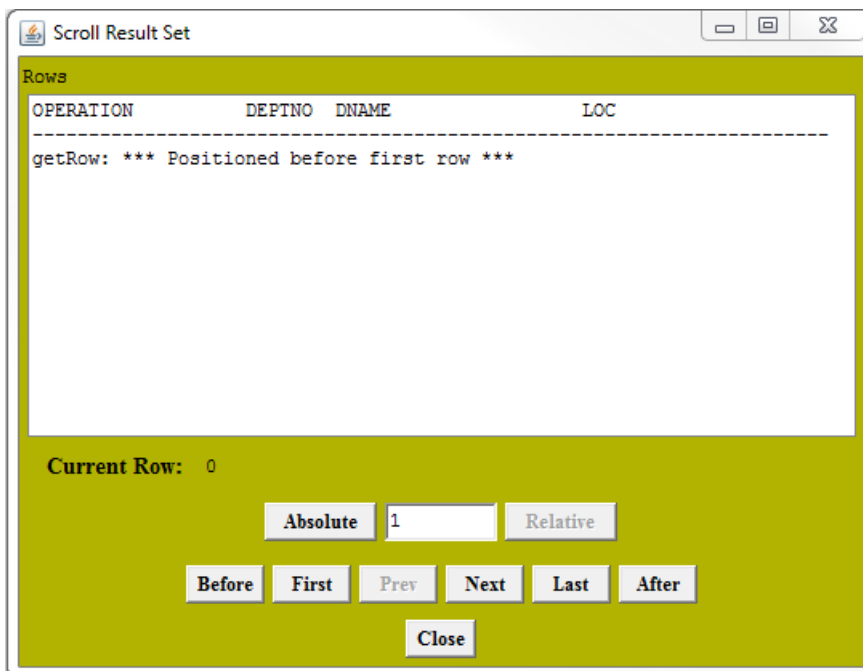 Scroll Result Set
Rows
OPERATION DEPTNO DNAME LOC
-----------------------------------------------------------------------
getRow: *** Positioned before first row ***
Current Row: 0
Absolute 1 Relative
Before First Prev Next Last After
Close